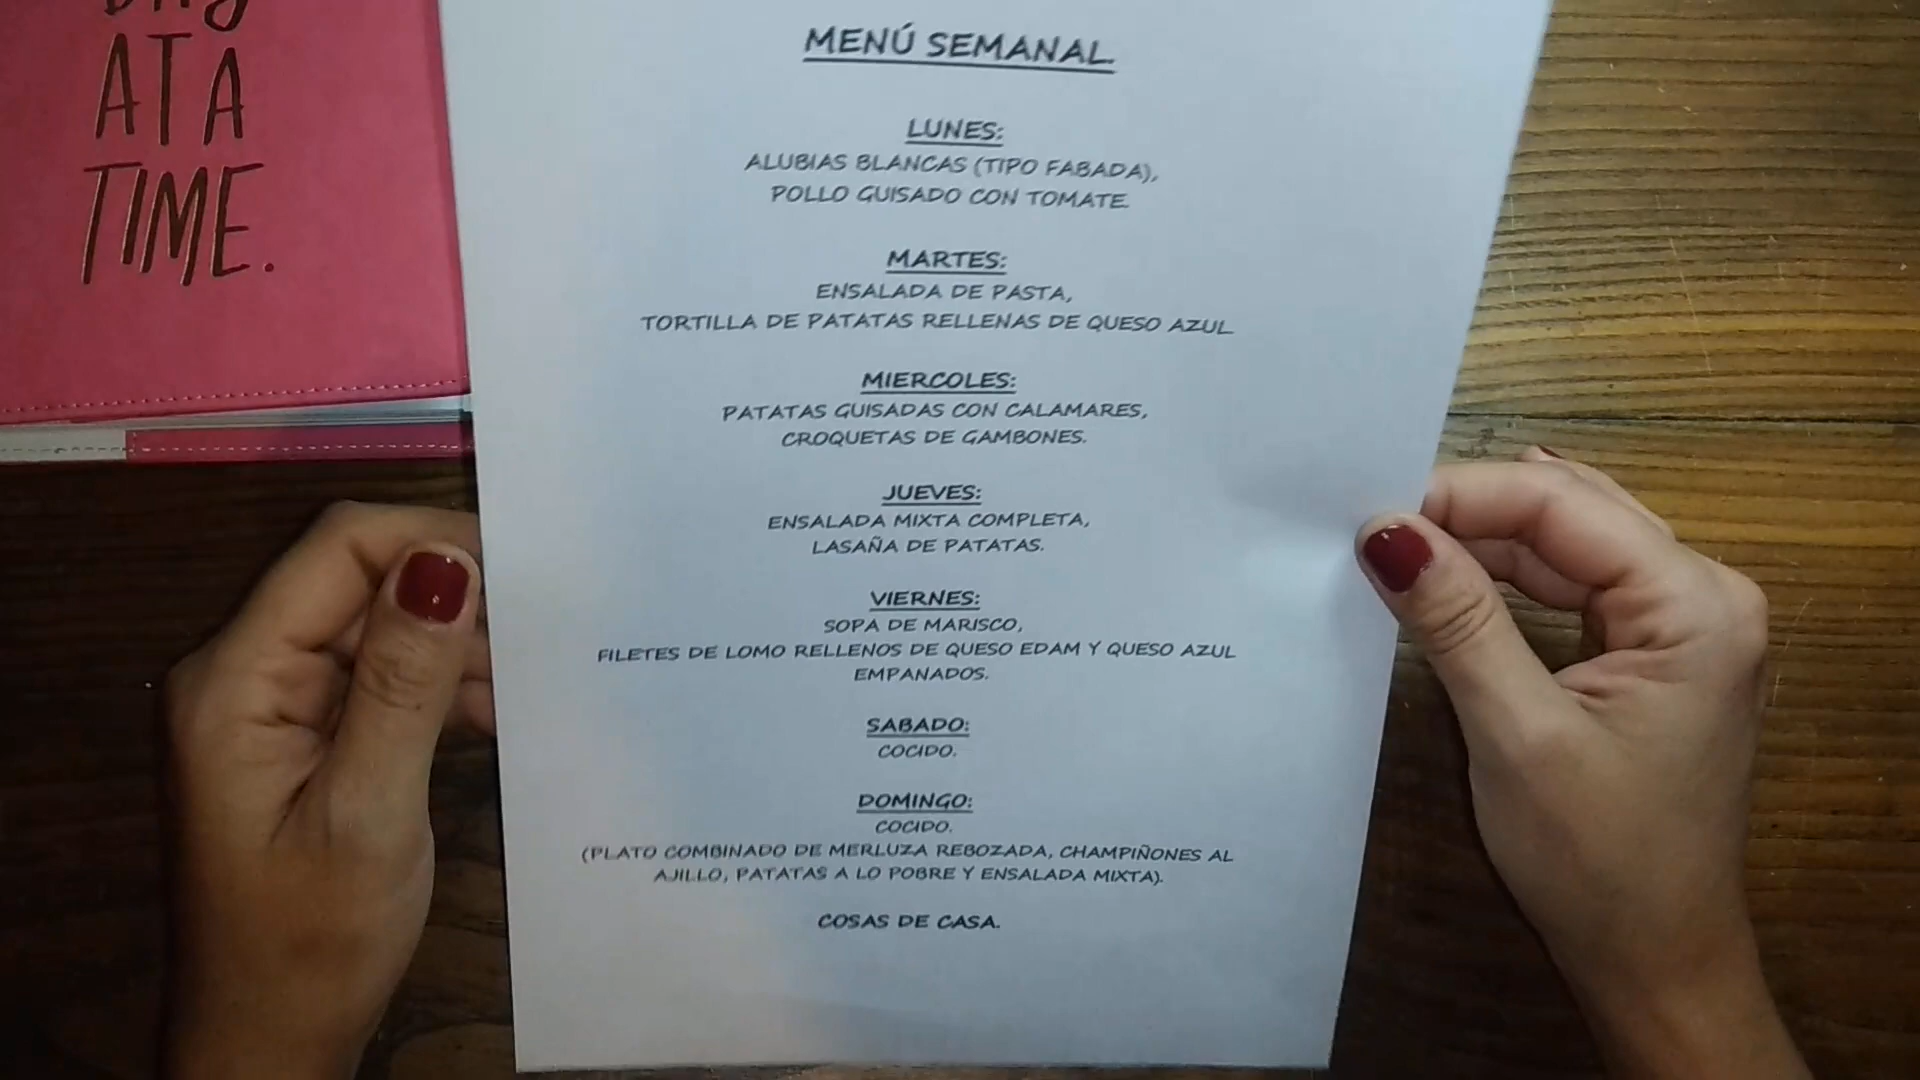 ATA
TIME.
MENÚ SEMANAL
LUNES:
ALUBIAS BLANCAS (TIPO FABADA),
POLLO GUISADO CON TOMATE.
MARTES:
ENSALADA DE PASTA,
TORTILLA DE PATATAS RELLENAS DE QUESO AZUL
MIERCOLES:
PATATAS GUISADAS CON CALAMARES,
CROQUETAS DE GAMBONES.
JUEVES:
ENSALADA MIXTA COMPLETA,
LASAÑA DE PATATAS.
VIERNES:
SOPA DE MARISCO,
FILETES DE LOMO RELLENOS DE QUESO EDAM Y QUESO AZUL
EMPANADOS.
SABADO:
COCIDO.
DOMINGO:
COCIDO.
(PLATO COMBINADO DE MERLUZA REBOZADA, CHAMPIÑONES AL
AJILLO, PATATAS A LO POBRE Y ENSALADA MIXTA).
COSAS DE CASA.